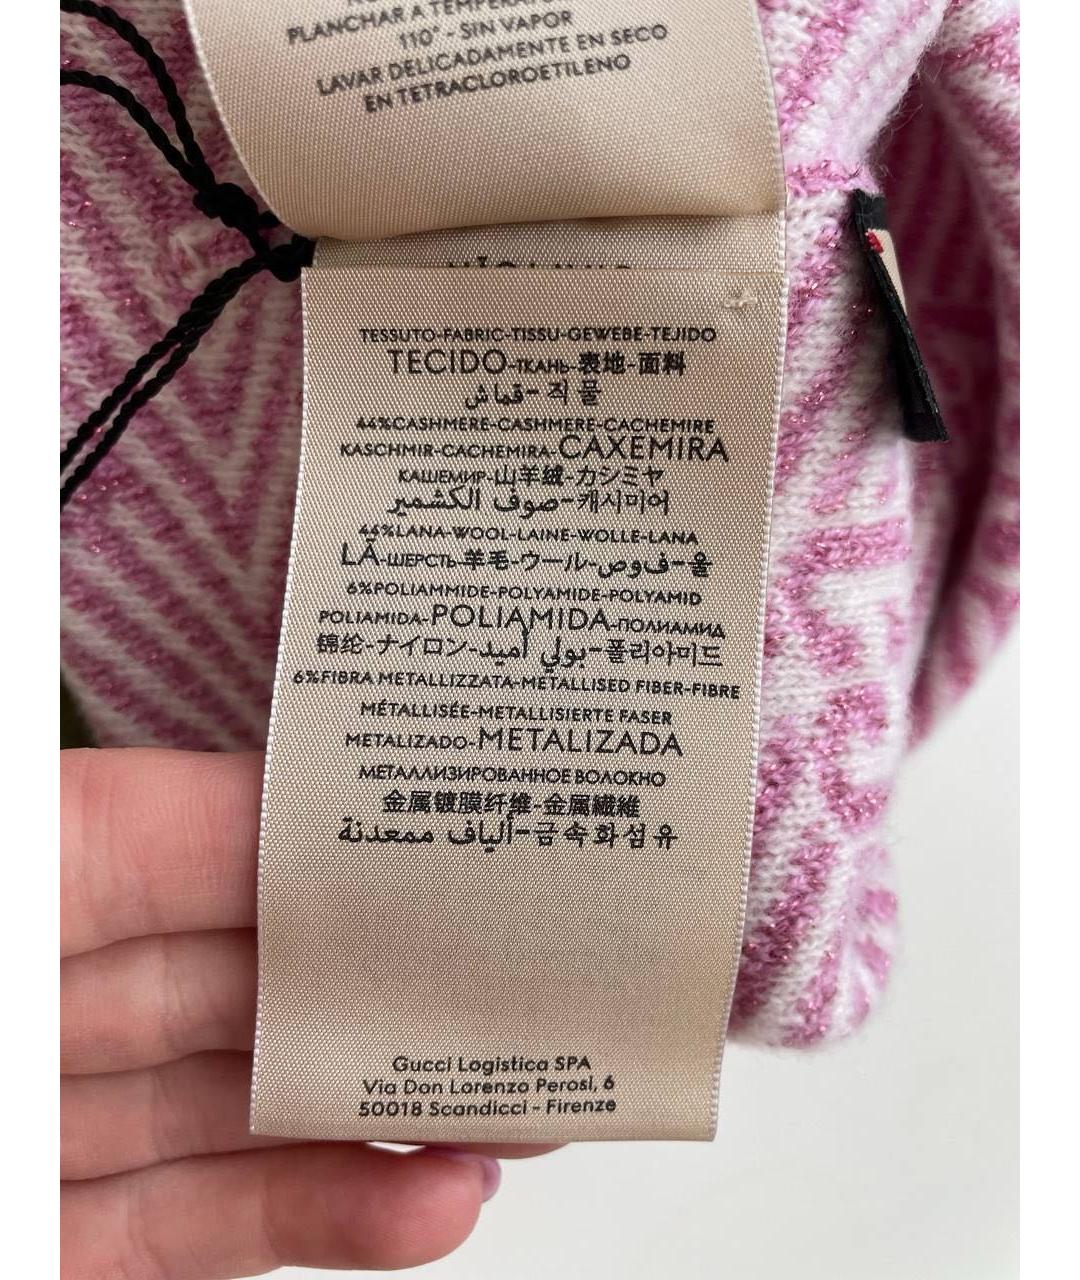 PLANCHAR A TEMPERATURA
110° - SIN VAPOR
LAVAR DELICADAMENTE EN SECO
EN TETRACLOROETILENO
TESSUTO-FABRIC-TISSU-GEWEBE-TEJIDO
TECIDO-ТКАНЬ-表地-面料
قماش-직물
44%CASHMERE-CASHMERE-CACHEMIRE
KASCHMIR-CACHEMIRA-CAXEMIRA
КАШЕМИР-山羊绒-カシミヤ
صوف الكشمير-캐시미어
44%LANA-WOOL-LAINE-WOLLE-LANA
LÃ-ШЕРСТЬ-羊毛-ウール-ف‍وص-울
6%POLIAMMIDE-POLYAMIDE-POLYAMID
POLIAMIDA-POLIAMIDA-ПОЛИАМИД
锦纶-ナイロン-بولي أميد-폴리아미드
6%FIBRA METALLIZZATA-METALLISED FIBER-FIBRE
MÉTALLISÉE-METALLISIERTE FASER
METALIZADO-METALIZADA
МЕТАЛЛИЗИРОВАННОЕ ВОЛОКНО
金属镀膜纤维-金属繊維
ألياف ممعدنة-금속화섬유
Gucci Logistica SPA
Via Don Lorenzo Perosi, 6
50018 Scandicci - Firenze